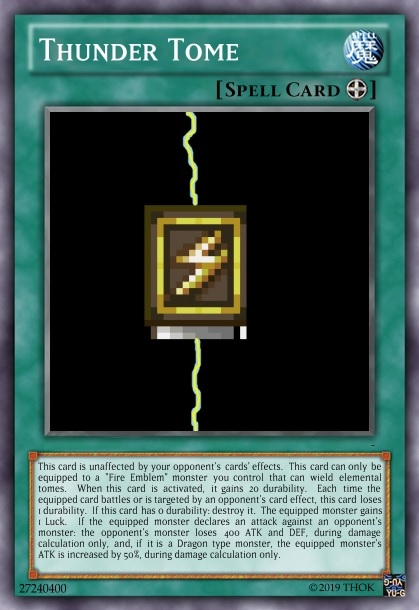 THUNDER TOME
魔
[SPELL CARD]
This card is unaffected by your opponent's cards' effects. This card can only be
equipped to a "Fire Emblem" monster you control that can wield elemental
tomes. When this card is activated, it gains 20 durability. Each time the
equipped card battles or is targeted by an opponent's card effect, this card loses
1 durability. If this card has 0 durability: destroy it. The equipped monster gains
1 Luck. If the equipped monster declares an attack against an opponent's
monster: the opponent's monster loses 400 ATK and DEF, during damage
calculation only, and, if it is a Dragon type monster, the equipped monster's
ATK is increased by 50%, during damage calculation only.
27240400
©2019 THOK